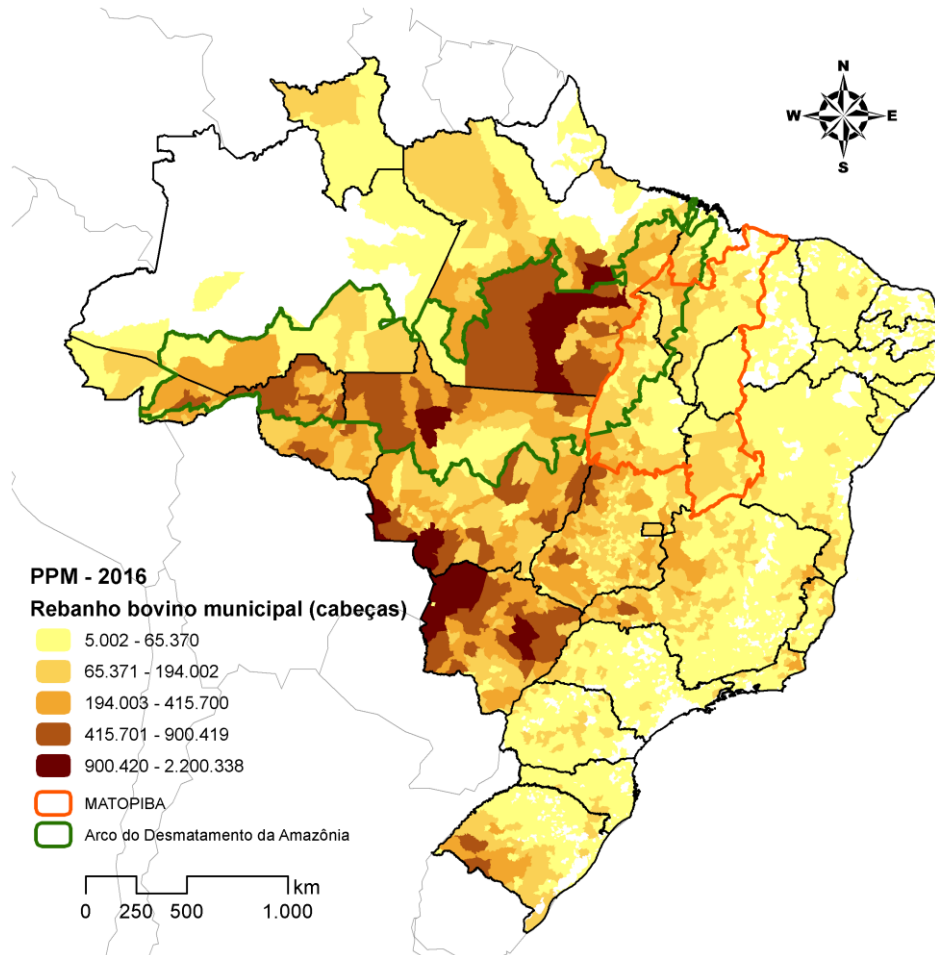 N
W E
S
PPM - 2016
Rebanho bovino municipal (cabeças)
5.002 - 65.370
65.371 - 194.002
194.003 - 415.700
415.701 - 900.419
900.420 - 2.200.338
MATOPIBA
Arco do Desmatamento da Amazônia
km
0 250 500 1.000